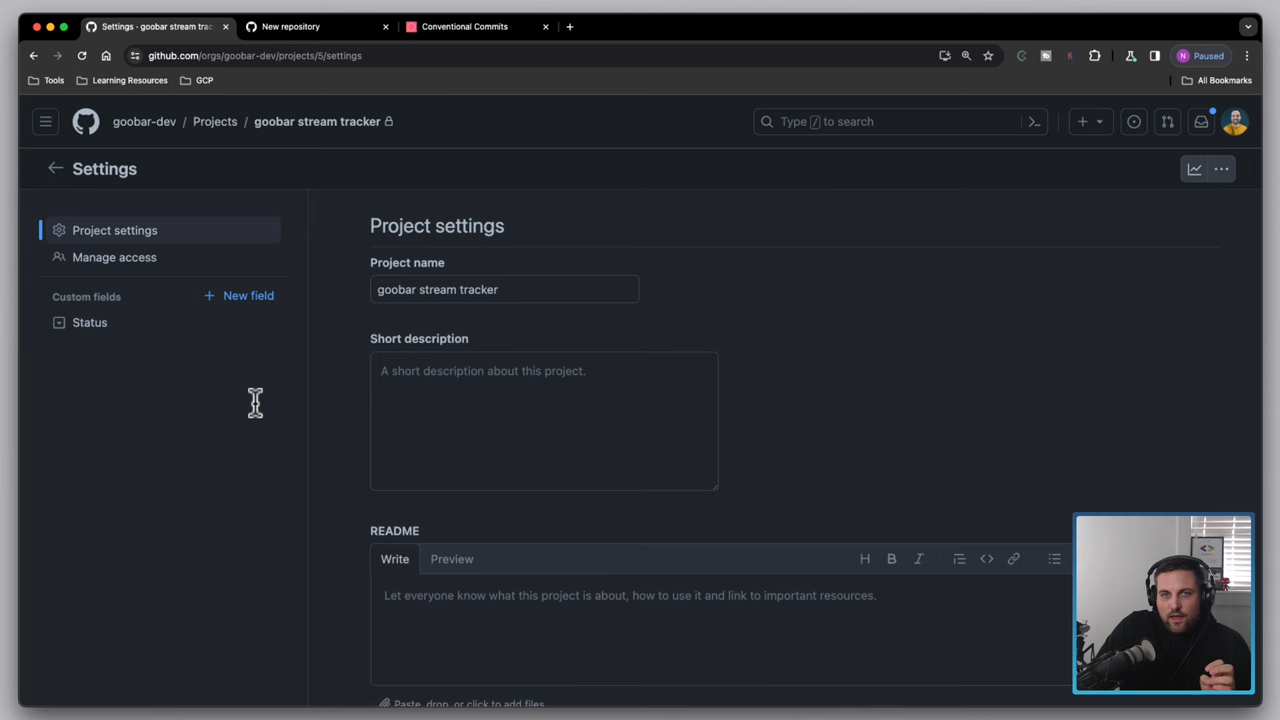 Settings - goobar stream trac
New repository
Conventional Commits
github.com/orgs/goobar-dev/projects/5/settings
N Paused
Tools
Learning Resources
GCP
All Bookmarks
goobar-dev / Projects / goobar stream tracker
Type / to search
Settings
Project settings
Manage access
Custom fields
New field
Status
Project settings
Project name
goobar stream tracker
Short description
A short description about this project.
README
Write
Preview
H B I
Let everyone know what this project is about, how to use it and link to important resources.
Paste, drop, or click to add files